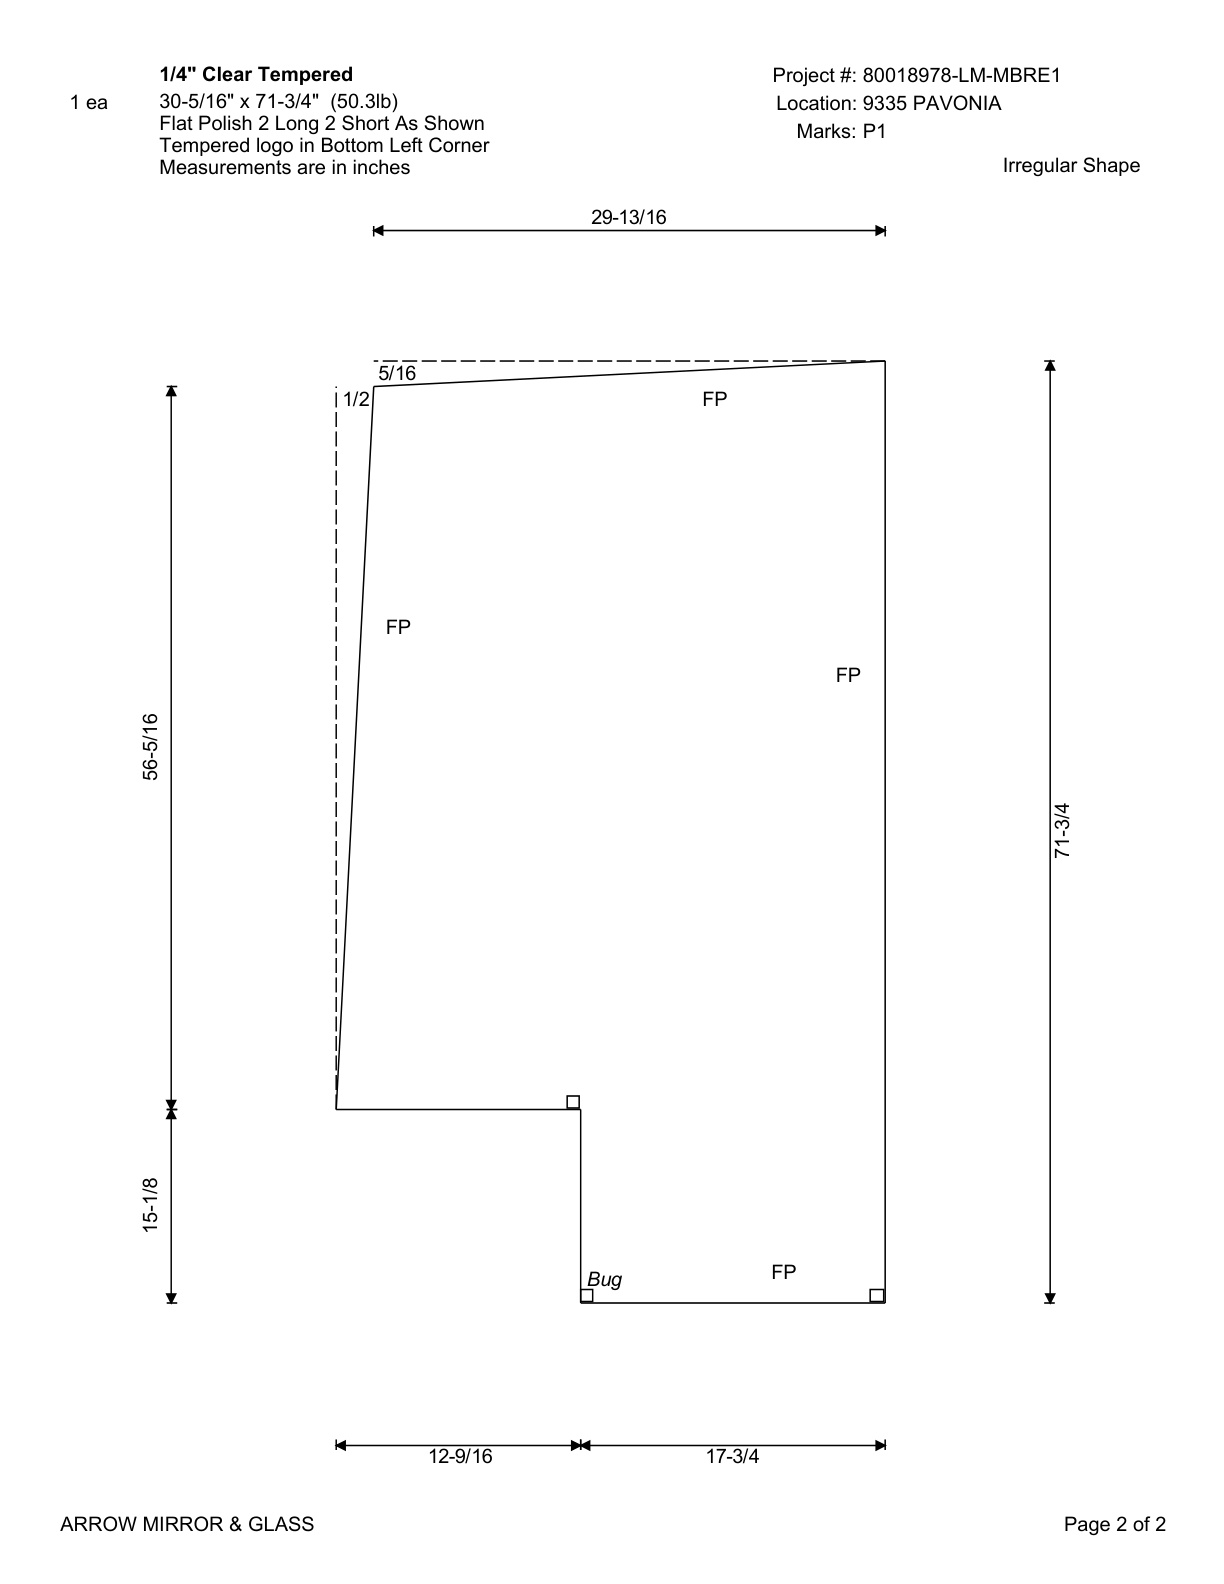 1/4" Clear Tempered
Project #: 80018978-LM-MBRE1
1 ea
30-5/16" x 71-3/4" (50.3lb)
Location: 9335 PAVONIA
Flat Polish 2 Long 2 Short As Shown
Marks: P1
Tempered logo in Bottom Left Corner
Measurements are in inches
Irregular Shape
29-13/16
5/16
1/2
FP
FP
FP
56-5/16
71-3/4
15-1/8
FP
Bug
12-9/16
17-3/4
ARROW MIRROR & GLASS
Page 2 of 2